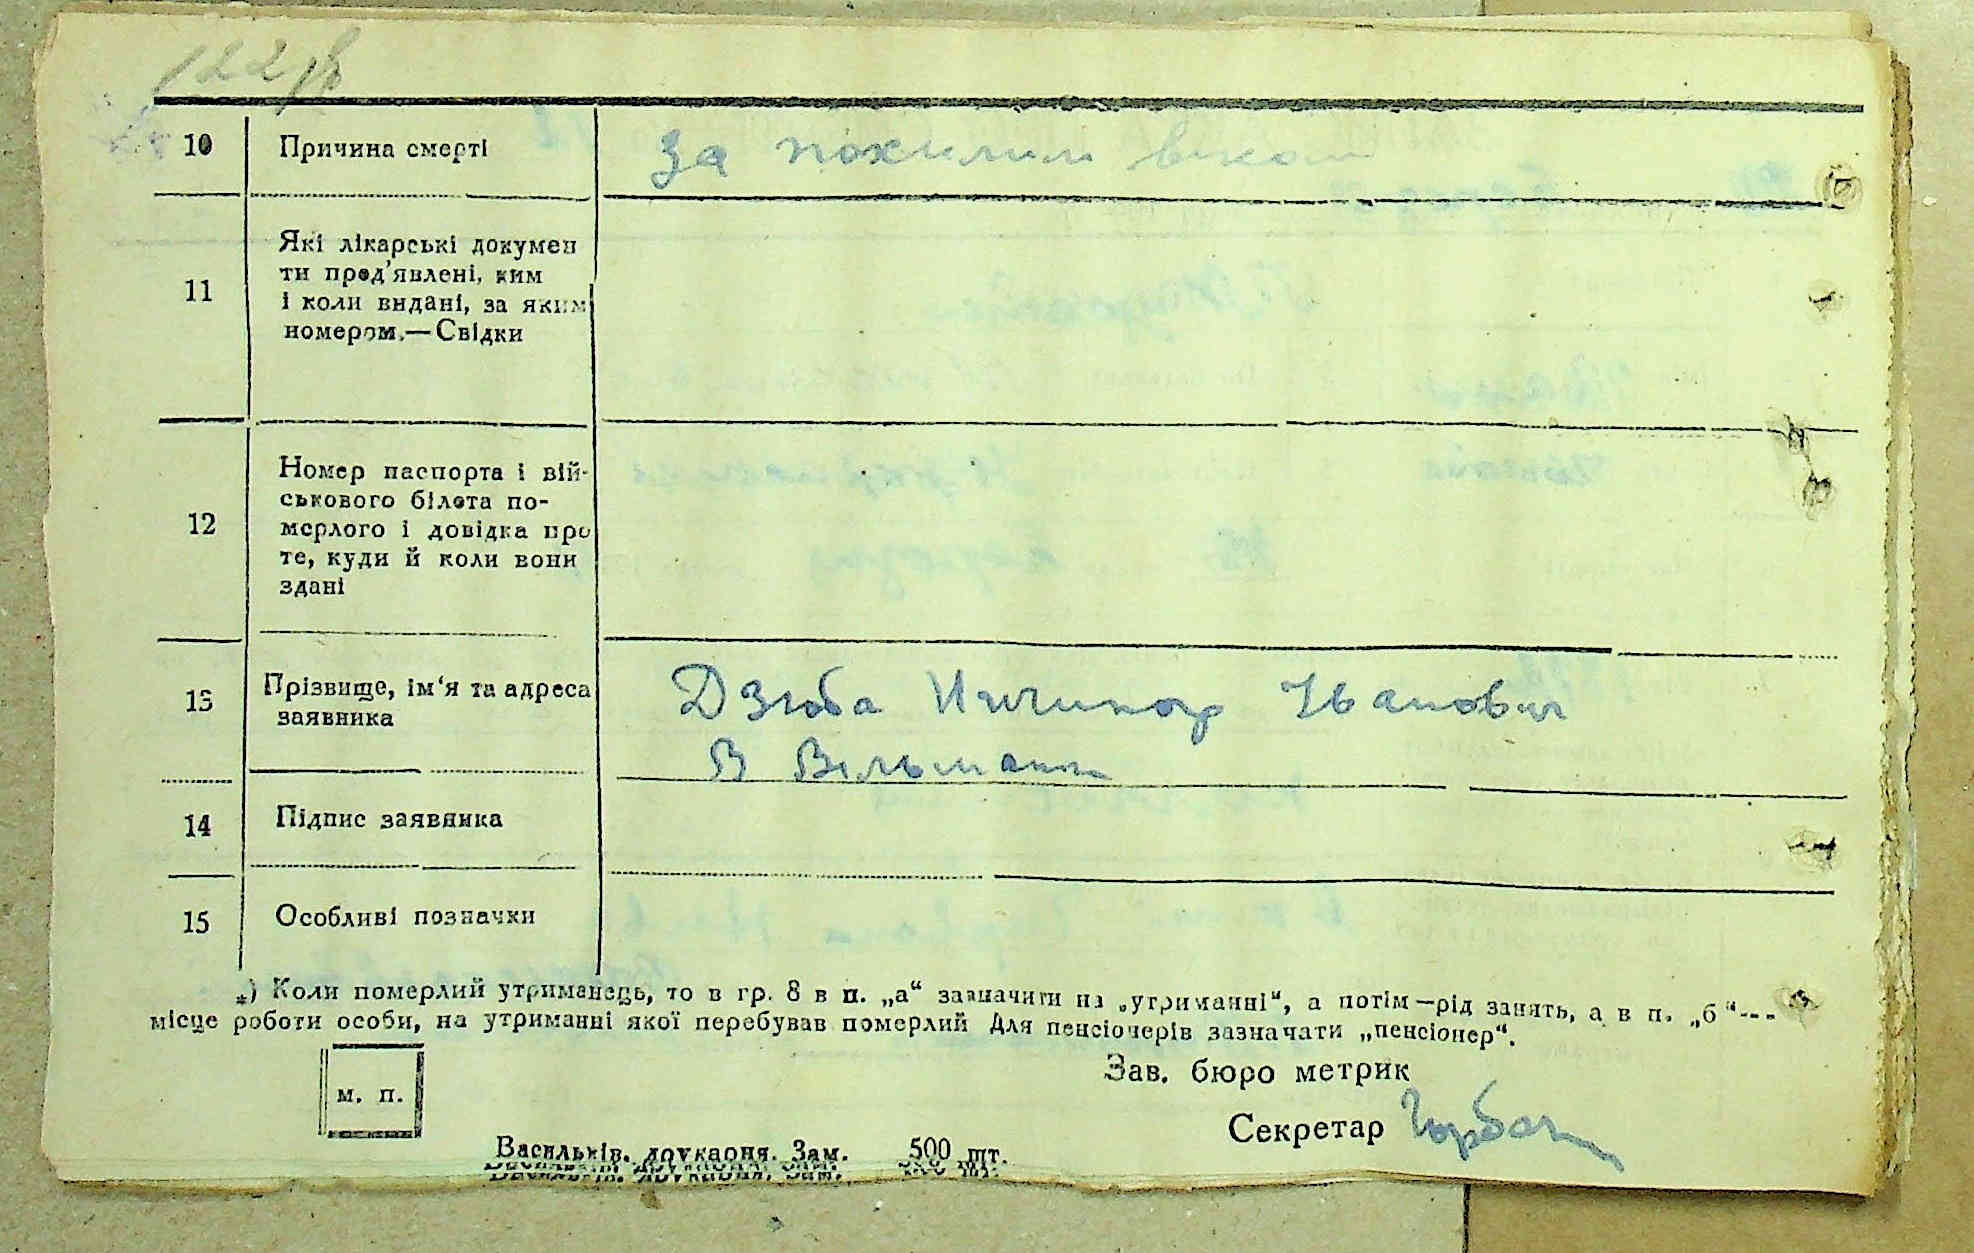 10 Причина смерті За похилим віком
11 Які лікарські докумен
ти пред'явлені, ким
і коли видані, за яким
номером.—Свідки
12 Номер паспорта і вій-
ськового білета по-
мерлого і довідка про
те, куди й коли вони
здані
13 Прізвище, ім'я та адреса
заявника
Дзюба Ничипор Іванович
14 Підпис заявника
15 Особливі позначки
*) Коли померлий утриманець, то в гр. 8 в п. „а“ зазначити на „утриманні“, а потім—рід занять, а в п. „б“---
місце роботи особи, на утриманні якої перебував померлий Для пенсіонерів зазначати „пенсіонер“.
м. п.
Зав. бюро метрик
Секретар Горбач
Васильків. друкарня. Зам. 500 шт.